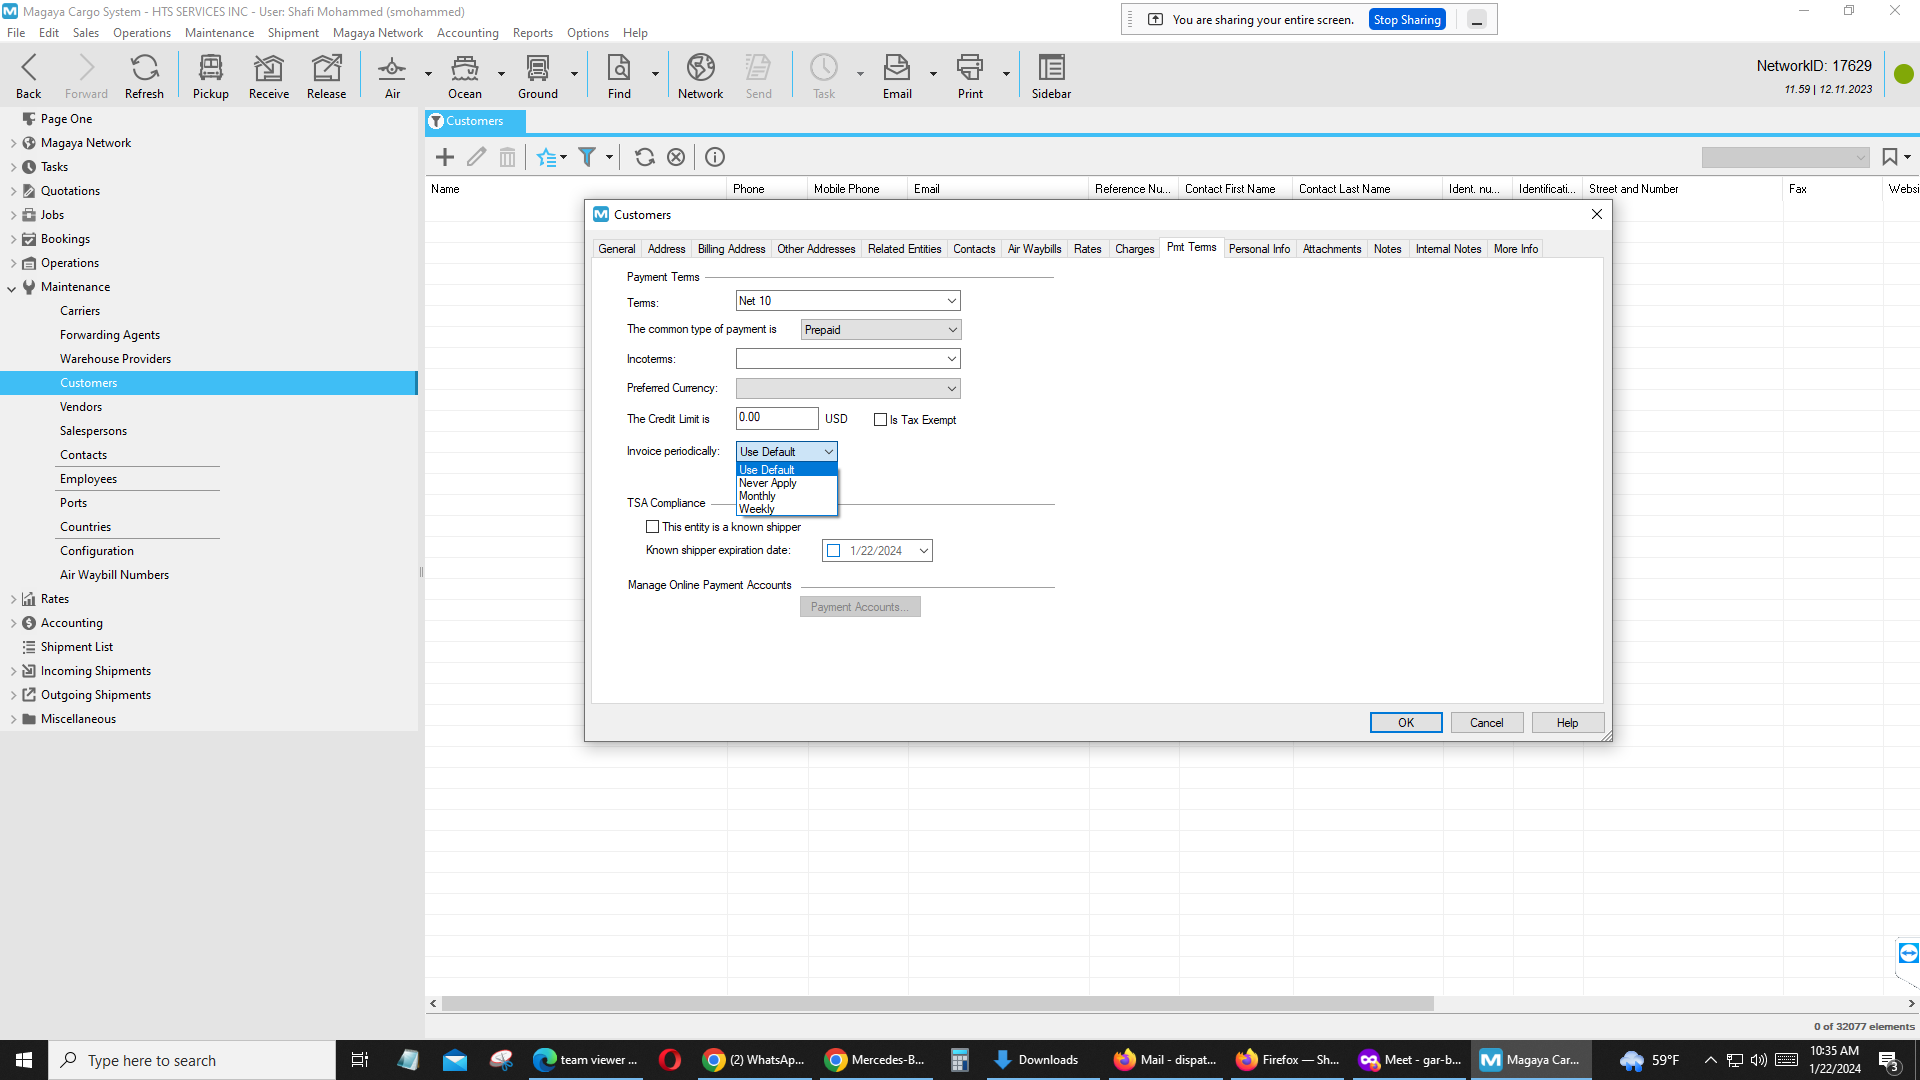 Magaya Cargo System - HTS SERVICES INC - User: Shafi Mohammed (smohammed)
You are sharing your entire screen.
Stop Sharing
File Edit Sales Operations Maintenance Shipment Magaya Network Accounting Reports Options Help
Back Forward Refresh Pickup Receive Release Air Ocean Ground Find Network Send Task Email Print Sidebar
NetworkID: 17629
11.59 | 12.11.2023
Page One
Magaya Network
Tasks
Quotations
Jobs
Bookings
Operations
Maintenance
Carriers
Forwarding Agents
Warehouse Providers
Customers
Vendors
Salespersons
Contacts
Employees
Ports
Countries
Configuration
Air Waybill Numbers
Rates
Accounting
Shipment List
Incoming Shipments
Outgoing Shipments
Miscellaneous
Customers
Name Phone Mobile Phone Email Reference Nu... Contact First Name Contact Last Name Ident. nu... Identificati... Street and Number Fax Websi
Customers
General Address Billing Address Other Addresses Related Entities Contacts Air Waybills Rates Charges Pmt Terms Personal Info Attachments Notes Internal Notes More Info
Payment Terms
Terms: Net 10
The common type of payment is Prepaid
Incoterms:
Preferred Currency:
The Credit Limit is 0.00 USD Is Tax Exempt
Invoice periodically: Use Default
Use Default
Never Apply
Monthly
Weekly
TSA Compliance
This entity is a known shipper
Known shipper expiration date: 1/22/2024
Manage Online Payment Accounts
Payment Accounts...
OK Cancel Help
0 of 32077 elements
Type here to search
team viewer ...
(2) WhatsAp...
Mercedes-B...
Downloads
Mail - dispat...
Firefox — Sh...
Meet - gar-b...
Magaya Car...
59°F
10:35 AM
1/22/2024
3